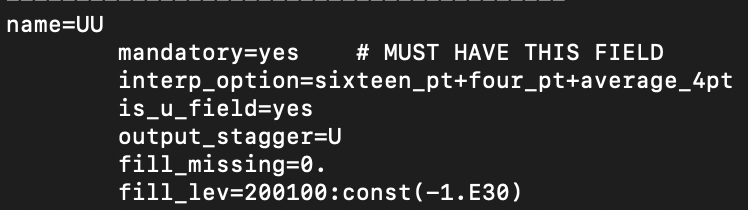 name=UU
mandatory=yes    # MUST HAVE THIS FIELD
interp_option=sixteen_pt+four_pt+average_4pt
is_u_field=yes
output_stagger=U
fill_missing=0.
fill_lev=200100:const(-1.E30)